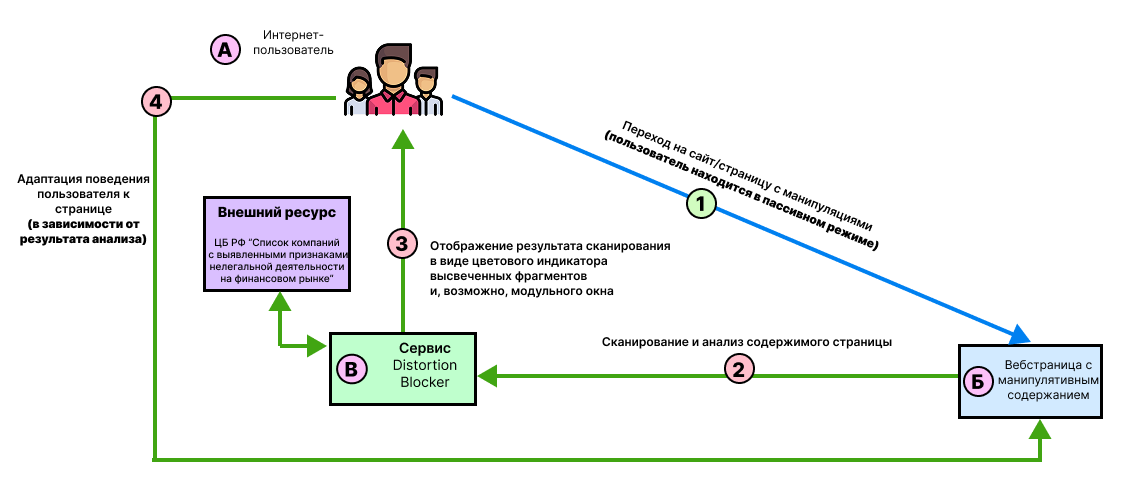 А
Интернет-
пользователь
4
Переход на сайт/страницу с манипуляциями
(пользователь находится в пассивном режиме)
1
Адаптация поведения
пользователя к
странице
(в зависимости от
результата анализа)
Внешний ресурс
ЦБ РФ "Список компаний
с выявленными признаками
нелегальной деятельности
на финансовом рынке"
3
Отображение результата сканирования
в виде цветового индикатора
высвеченных фрагментов
и, возможно, модульного окна
Сканирование и анализ содержимого страницы
2
В
Сервис
Distortion
Blocker
Б
Вебстраница с
манипулятивным
содержанием